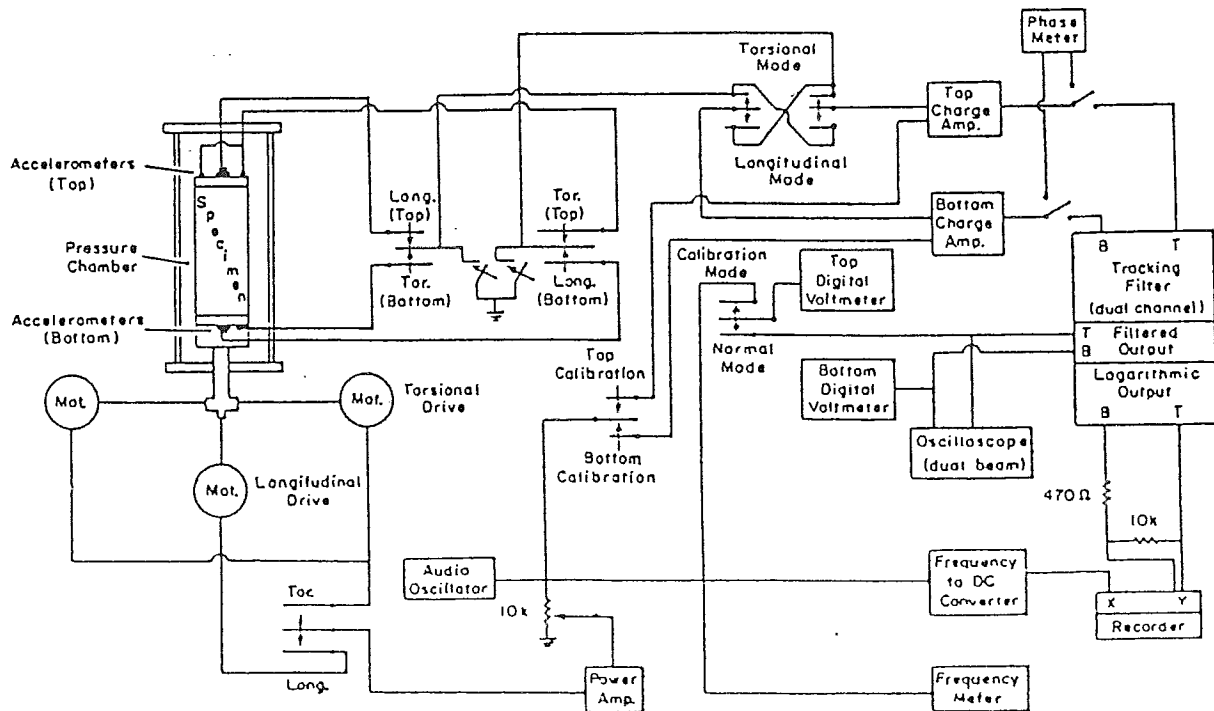 Phase
Meter
Torsional
Mode
Top
Charge
Amp.
Longitudinal
Mode
Accelerometers
(Top)
Specimen
Long.
(Top)
Tor.
(Top)
Bottom
Charge
Amp.
Pressure
Chamber
Tor.
(Bottom)
Long.
(Bottom)
Calibration
Mode
Top
Digital
Voltmeter
B T
Tracking
Filter
(dual channel)
Accelerometers
(Bottom)
Normal
Mode
T Filtered
B Output
Top
Calibration
Bottom
Digital
Voltmeter
Logarithmic
Output
B T
Mot.
Mot.
Torsional
Drive
Oscilloscope
(dual beam)
Bottom
Calibration
Mot.
Longitudinal
Drive
470Ω
10k
Audio
Oscillator
Frequency
to DC
Converter
Tor.
10k
X Y
Recorder
Long.
Power
Amp.
Frequency
Meter